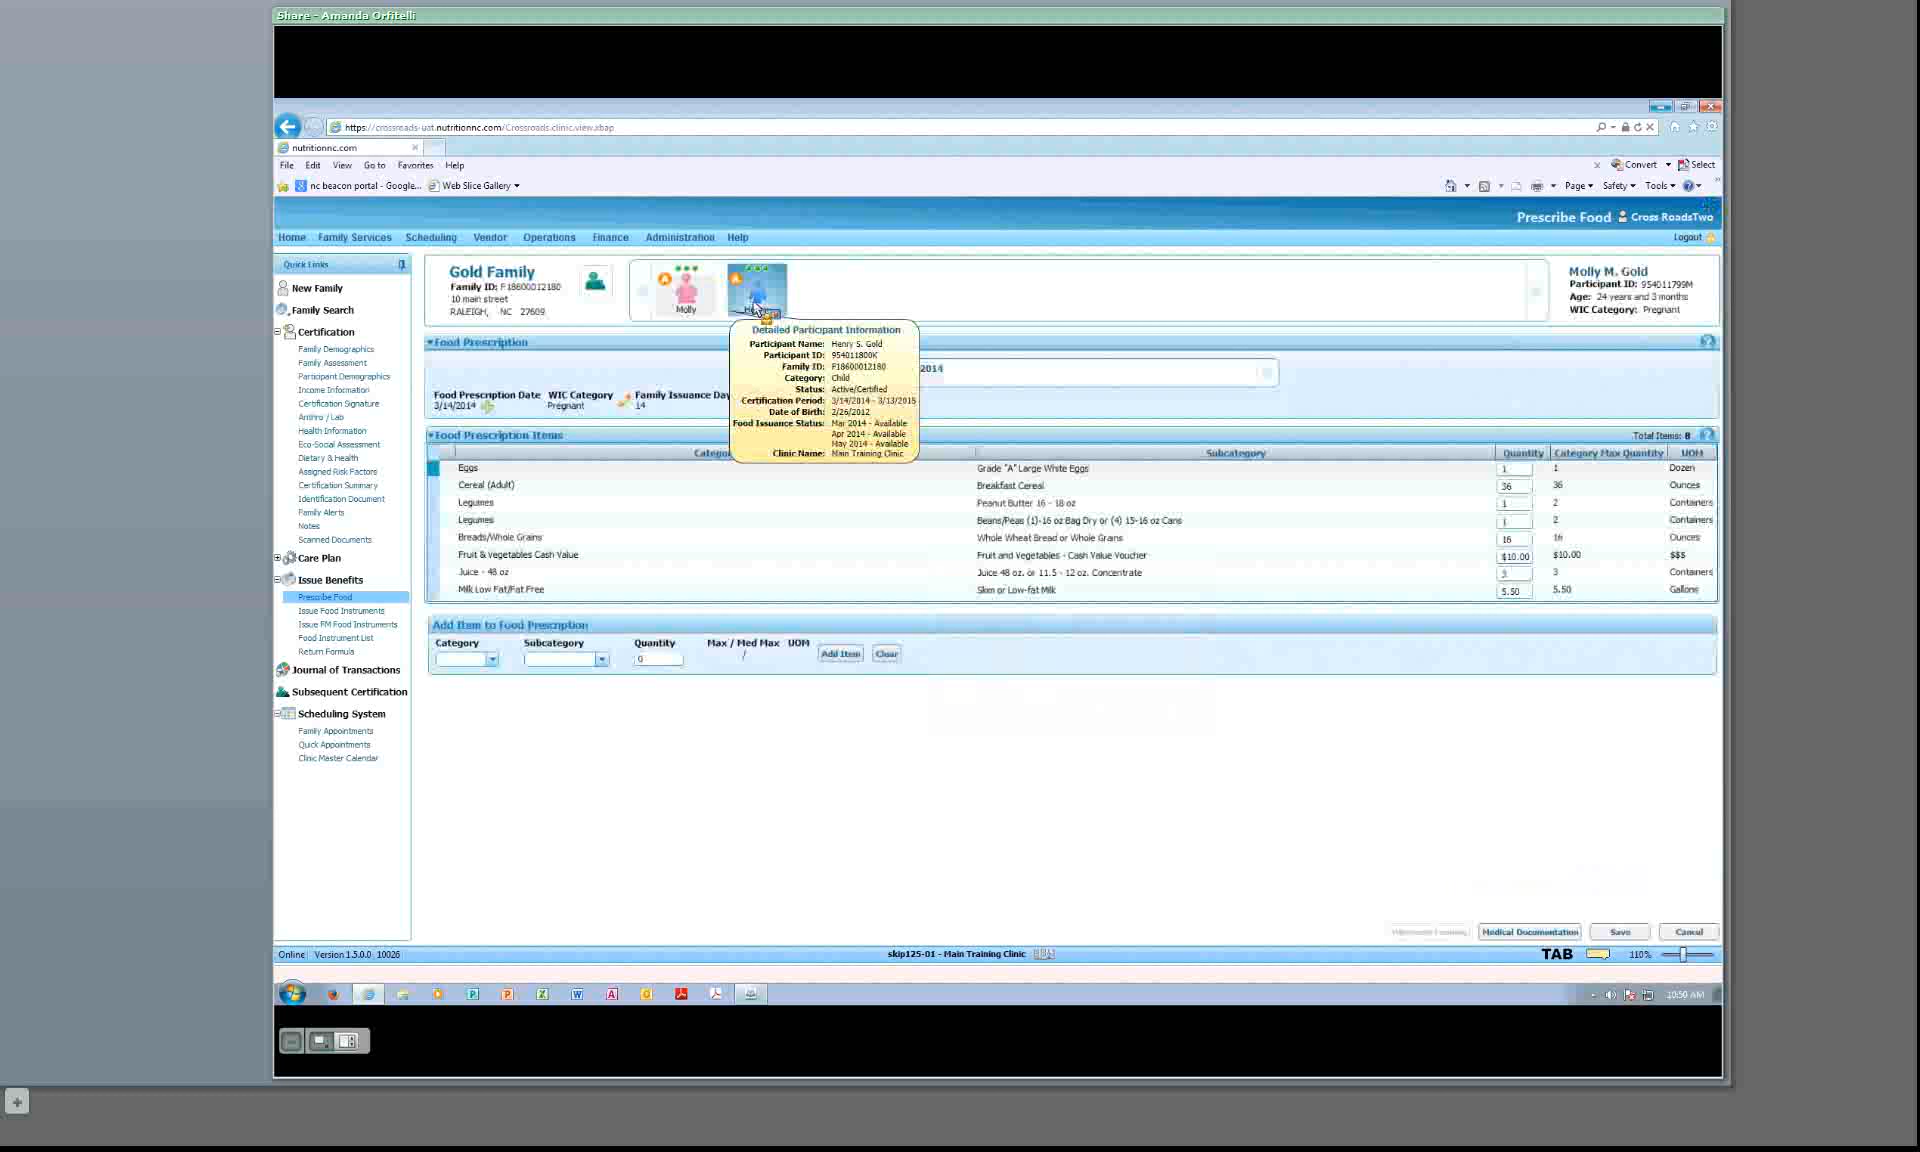 Share - Amanda Orfitelli
https://crossroads-uat.nutritionnc.com/Crossroads.clinic.view.xbap
nutritionnc.com
File Edit View Go to Favorites Help
Convert Select
nc beacon portal - Google... Web Slice Gallery
Page Safety Tools
Prescribe Food Cross RoadsTwo
Home Family Services Scheduling Vendor Operations Finance Administration Help
Logout
Quick Links
New Family
Family Search
Certification
Family Demographics
Family Assessment
Participant Demographics
Income Information
Certification Signature
Anthro / Lab
Health Information
Eco-Social Assessment
Dietary & Health
Assigned Risk Factors
Certification Summary
Identification Document
Family Alerts
Notes
Scanned Documents
Care Plan
Issue Benefits
Prescribe Food
Issue Food Instruments
Issue FM Food Instruments
Food Instrument List
Return Formula
Journal of Transactions
Subsequent Certification
Scheduling System
Family Appointments
Quick Appointments
Clinic Master Calendar
Gold Family
Family ID: F18600012180
10 main street
RALEIGH, NC 27609
A
Molly
A
Molly M. Gold
Participant ID: 954011799M
Age: 24 years and 3 months
WIC Category: Pregnant
Detailed Participant Information
Participant Name: Henry S. Gold
Participant ID: 954011800K
Family ID: F18600012180
Category: Child
Status: Active/Certified
Certification Period: 3/14/2014 - 3/13/2015
Date of Birth: 2/26/2012
Food Issuance Status: Mar 2014 - Available
Apr 2014 - Available
May 2014 - Available
Clinic Name: Main Training Clinic
Food Prescription
2014
Food Prescription Date WIC Category Family Issuance Day
3/14/2014 Pregnant 14
Food Prescription Items Total Items: 8
Subcategory Quantity Category Max Quantity UOM
Eggs Grade "A" Large White Eggs 1 1 Dozen
Cereal (Adult) Breakfast Cereal 36 36 Ounces
Legumes Peanut Butter 16 - 18 oz 1 2 Containers
Legumes Beans/Peas (1)-16 oz Bag Dry or (4) 15-16 oz Cans 1 2 Containers
Breads/Whole Grains Whole Wheat Bread or Whole Grains 16 16 Ounces
Fruit & Vegetables Cash Value Fruit and Vegetables - Cash Value Voucher $10.00 $10.00 $$$
Juice - 48 oz Juice 48 oz. or 11.5 - 12 oz. Concentrate 3 3 Containers
Milk Low Fat/Fat Free Skim or Low-fat Milk 5.50 5.50 Gallons
Add Item to Food Prescription
Category Subcategory Quantity Max / Med Max UOM
0 / Add Item Clear
Medical Documentation Save Cancel
Online Version 1.5.0.0 10026 skip125-01 - Main Training Clinic TAB 110%
10:50 AM